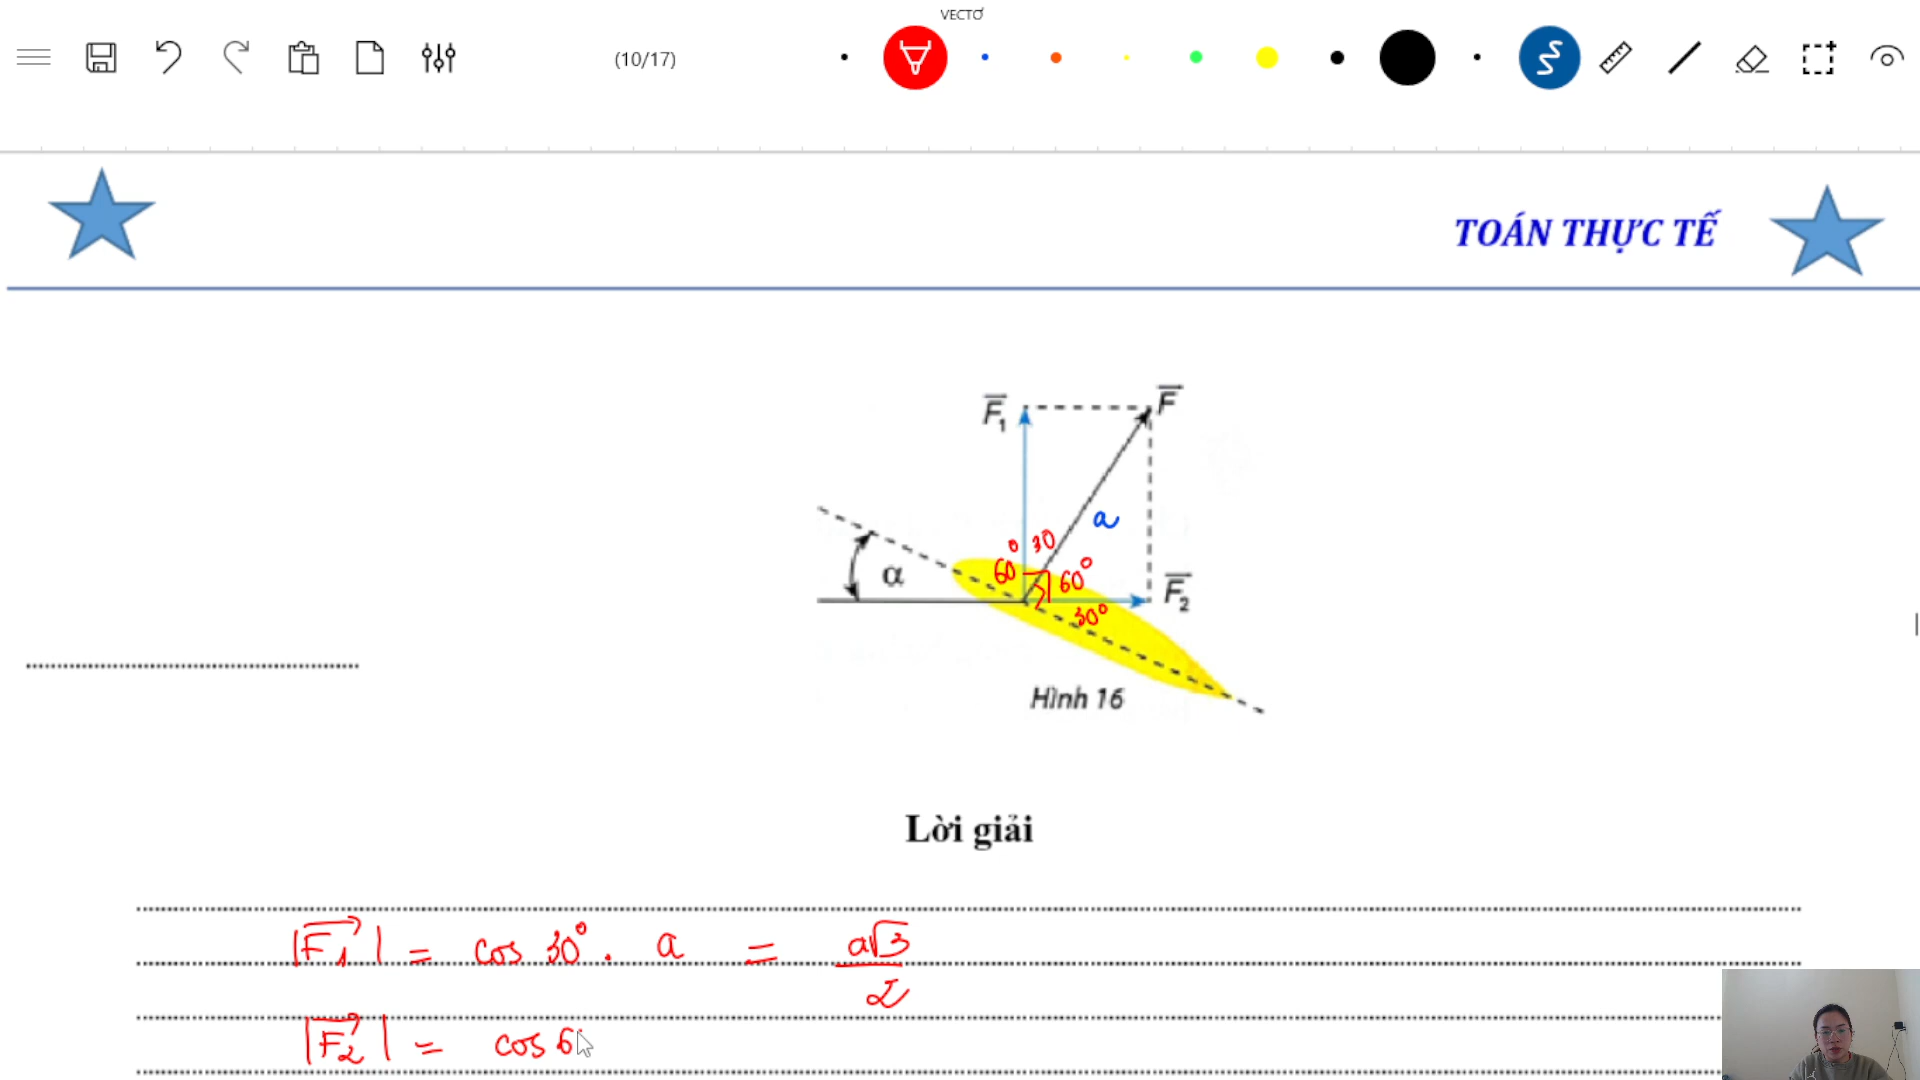 VECTƠ
(10/17)
TOÁN THỰC TẾ
F₁
F
a
30
60°
60°
α
F₂
30°
Hình 16
Lời giải
|F₁| = cos 30° . a = a√3/2
|F₂| = cos 6